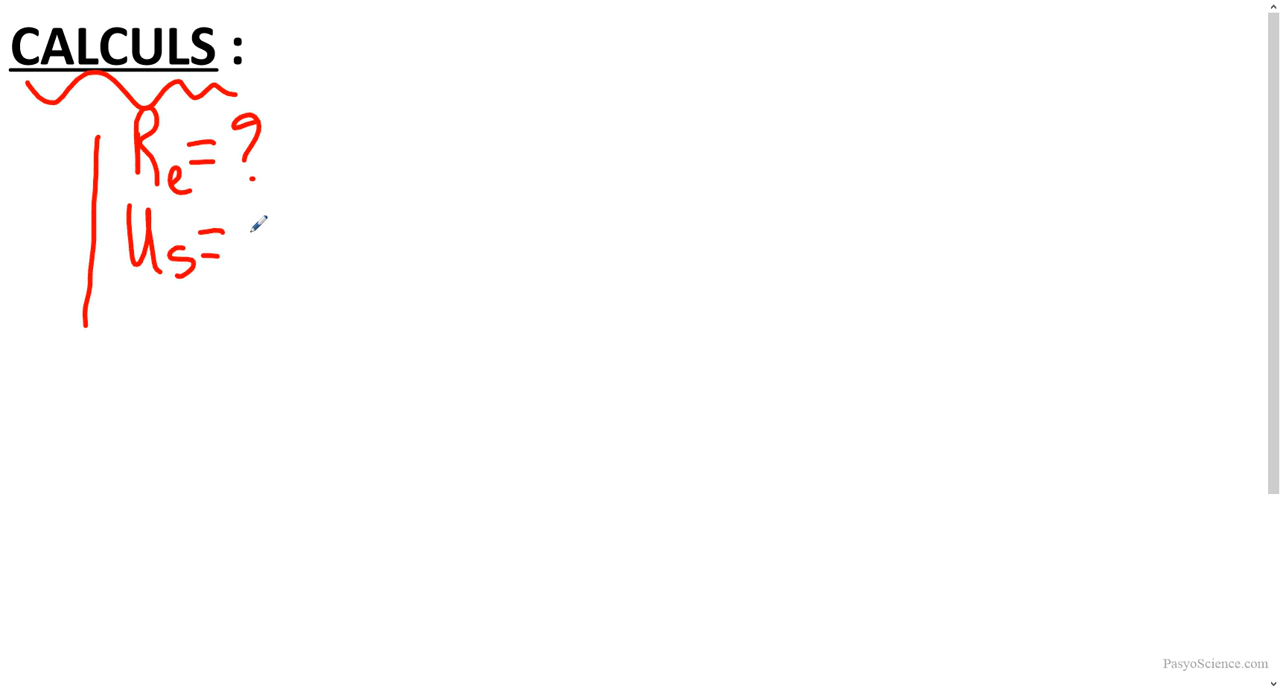 CALCULS :
Re = ?
Us =
PasyoScience.com